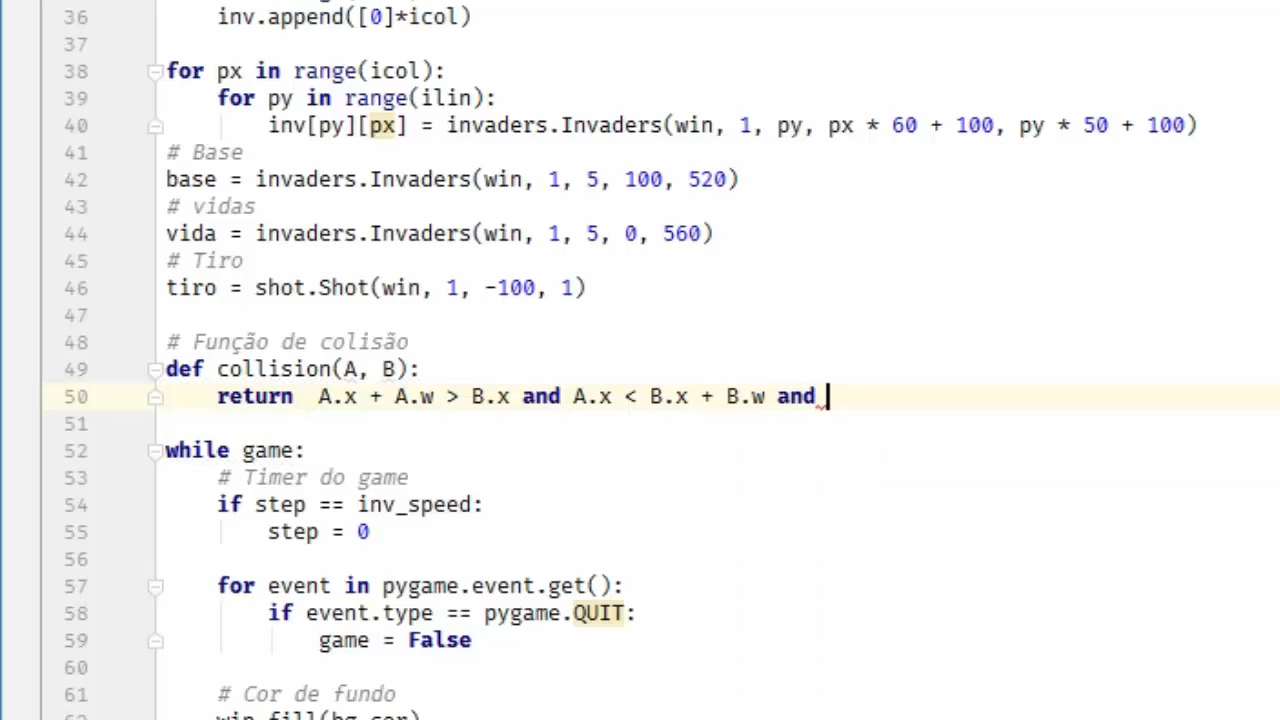 36 inv.append([0]*icol)
37
38 for px in range(icol):
39 for py in range(ilin):
40 inv[py][px] = invaders.Invaders(win, 1, py, px * 60 + 100, py * 50 + 100)
41 # Base
42 base = invaders.Invaders(win, 1, 5, 100, 520)
43 # vidas
44 vida = invaders.Invaders(win, 1, 5, 0, 560)
45 # Tiro
46 tiro = shot.Shot(win, 1, -100, 1)
47
48 # Função de colisão
49 def collision(A, B):
50 return  A.x + A.w > B.x and A.x < B.x + B.w and
51
52 while game:
53 # Timer do game
54 if step == inv_speed:
55 step = 0
56
57 for event in pygame.event.get():
58 if event.type == pygame.QUIT:
59 game = False
60
61 # Cor de fundo
62 win.fill(bg_cor)